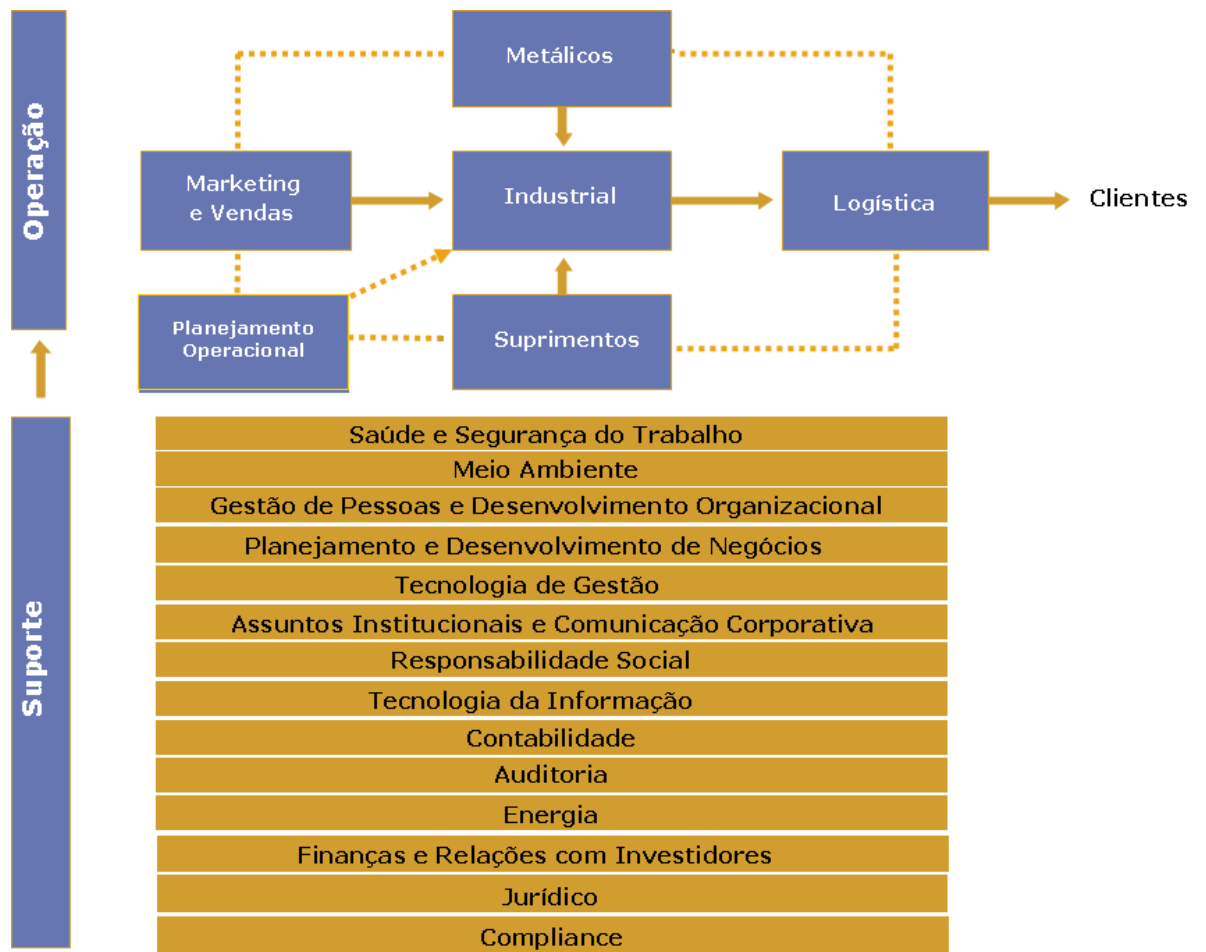 Operação
Metálicos
Marketing
e Vendas
Industrial
Logística
Clientes
Planejamento
Operacional
Suprimentos
Suporte
Saúde e Segurança do Trabalho
Meio Ambiente
Gestão de Pessoas e Desenvolvimento Organizacional
Planejamento e Desenvolvimento de Negócios
Tecnologia de Gestão
Assuntos Institucionais e Comunicação Corporativa
Responsabilidade Social
Tecnologia da Informação
Contabilidade
Auditoria
Energia
Finanças e Relações com Investidores
Jurídico
Compliance